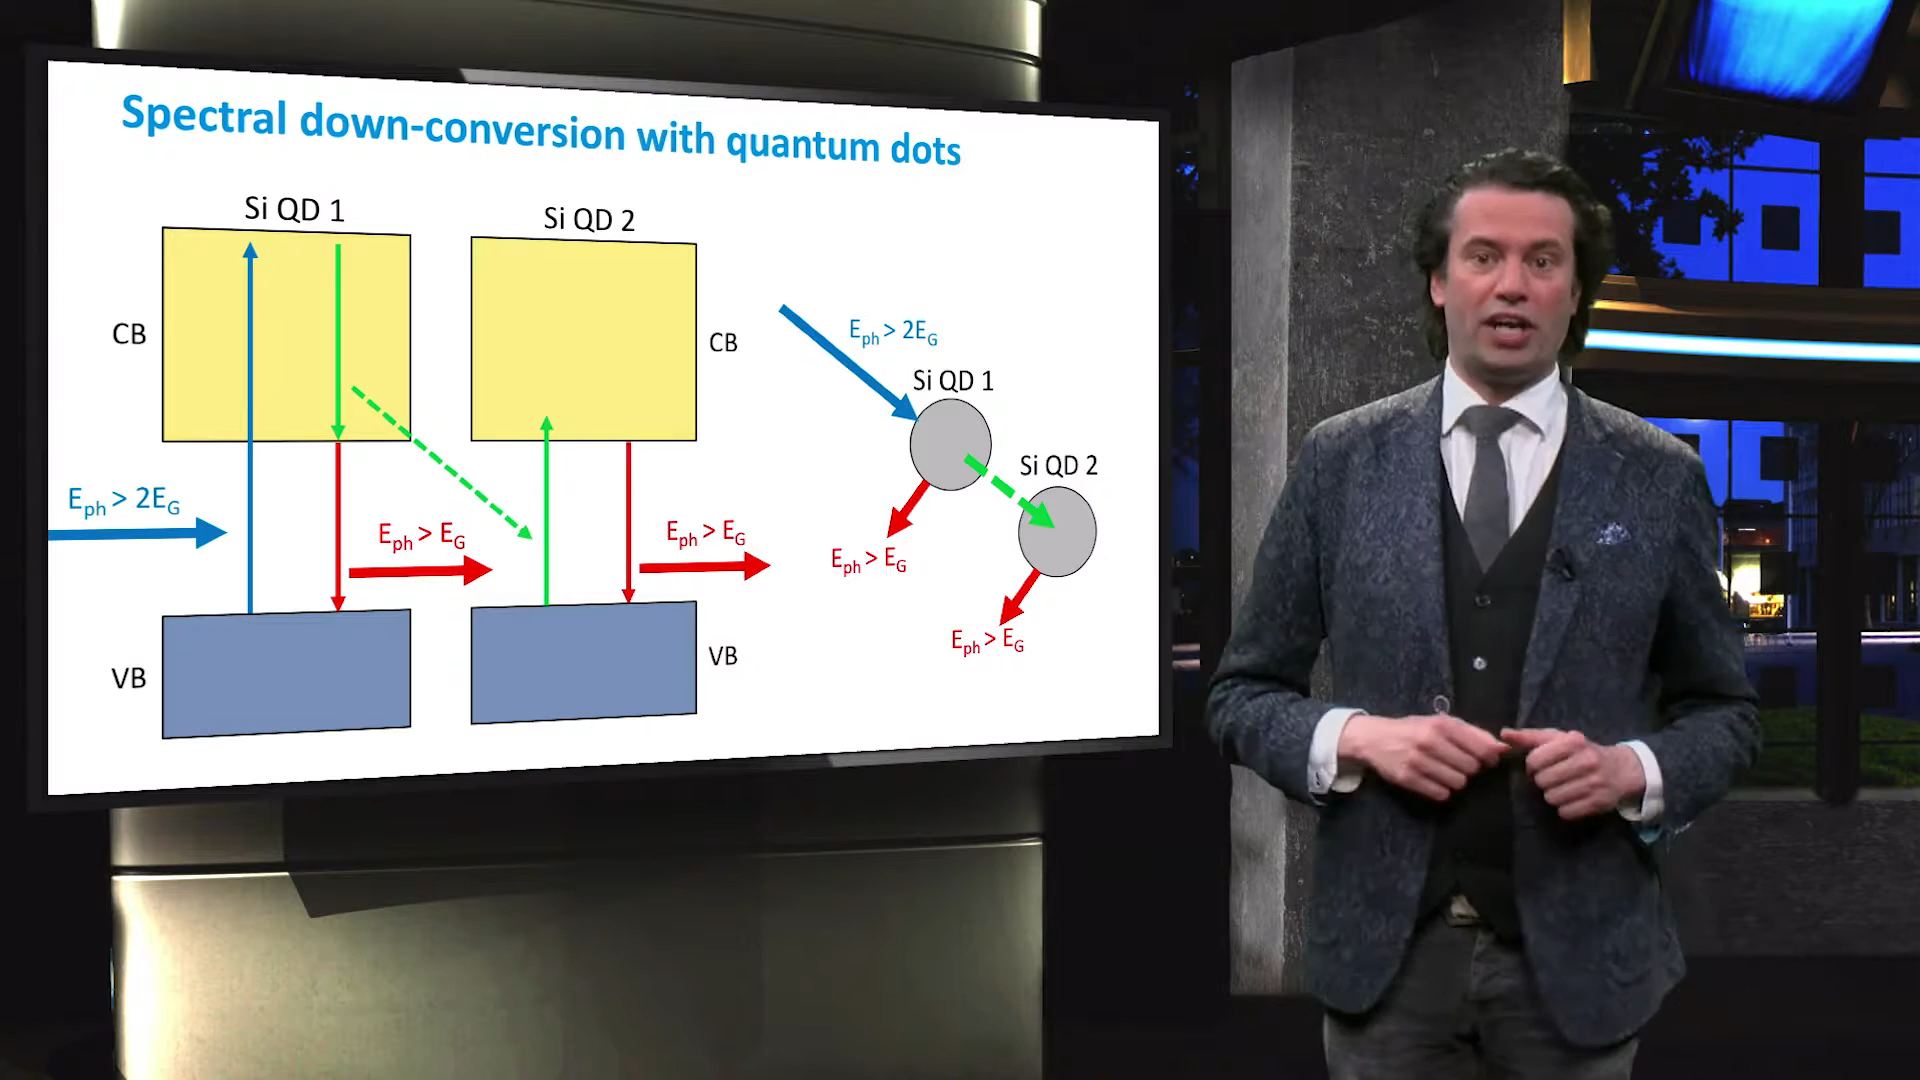 Spectral down-conversion with quantum dots
Si QD 1
Si QD 2
CB
CB
Eph > 2EG
Eph > EG
Eph > EG
VB
VB
Eph > 2EG
Si QD 1
Si QD 2
Eph > EG
Eph > EG